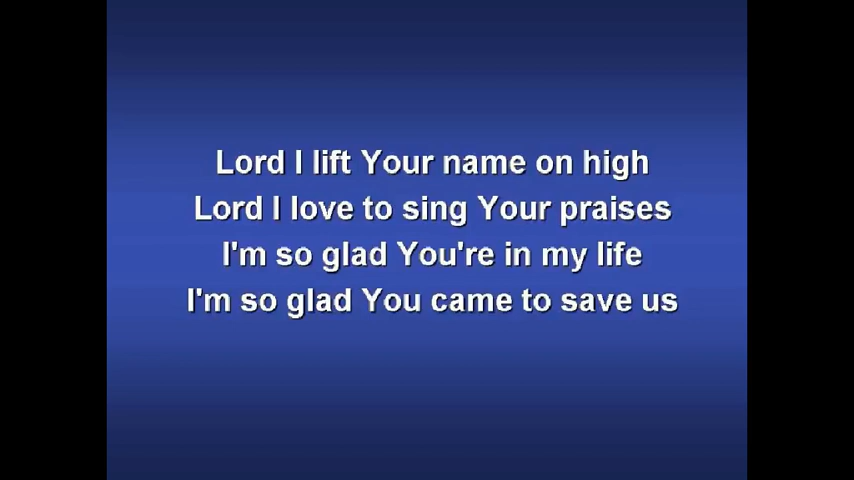 Lord I lift Your name on high
Lord I love to sing Your praises
I'm so glad You're in my life
I'm so glad You came to save us